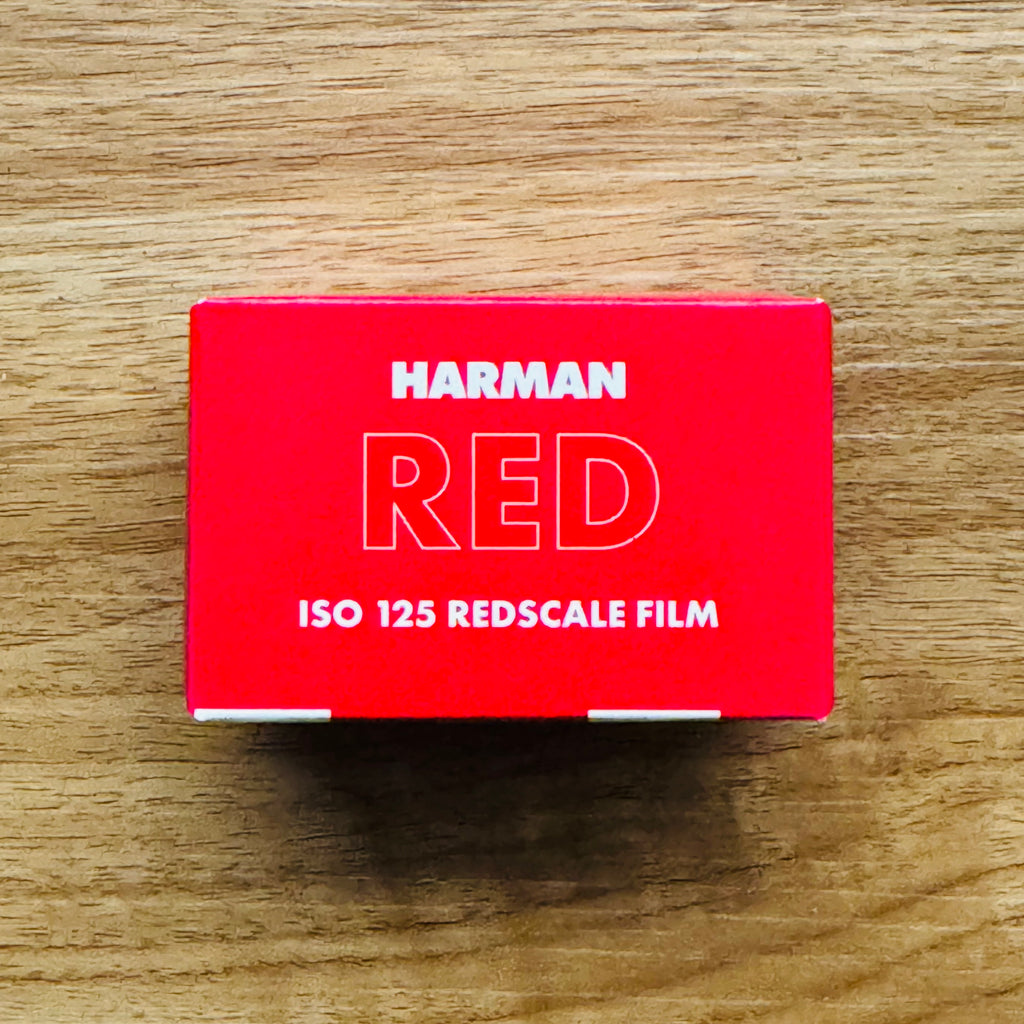 HARMAN
RED
ISO 125 REDSCALE FILM